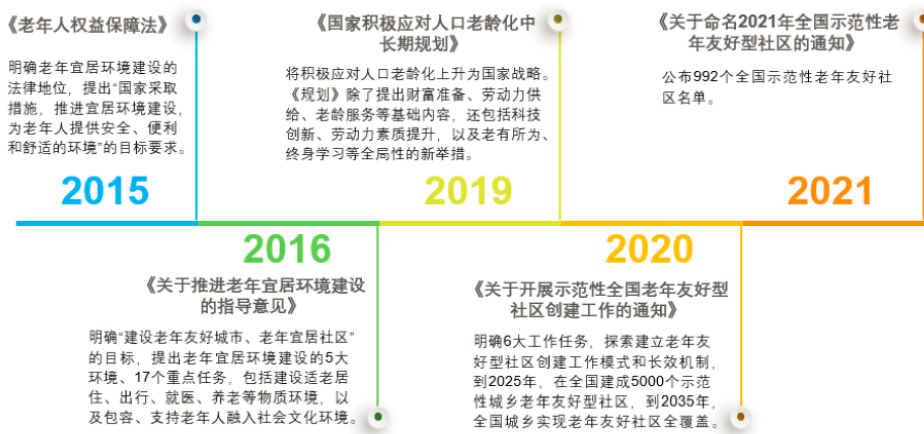 《老年人权益保障法》
明确老年宜居环境建设的
法律地位，提出“国家采取
措施，推进宜居环境建设，
为老年人提供安全、便利
和舒适的环境”的目标要求。
2015
《国家积极应对人口老龄化中
长期规划》
将积极应对人口老龄化上升为国家战略。
《规划》除了提出财富准备、劳动力供
给、老龄服务等基础内容，还包括科技
创新、劳动力素质提升，以及老有所为、
终身学习等全局性的新举措。
2019
《关于命名2021年全国示范性老
年友好型社区的通知》
公布992个全国示范性老年友好社
区名单。
2021
2016
《关于推进老年宜居环境建设
的指导意见》
明确“建设老年友好城市、老年宜居社区”
的目标，提出老年宜居环境建设的5大
环境、17个重点任务，包括建设适老居
住、出行、就医、养老等物质环境，以
及包容、支持老年人融入社会文化环境。
2020
《关于开展示范性全国老年友好型
社区创建工作的通知》
明确6大工作任务，探索建立老年友
好型社区创建工作模式和长效机制，
到2025年，在全国建成5000个示范
性城乡老年友好型社区，到2035年，
全国城乡实现老年友好社区全覆盖。